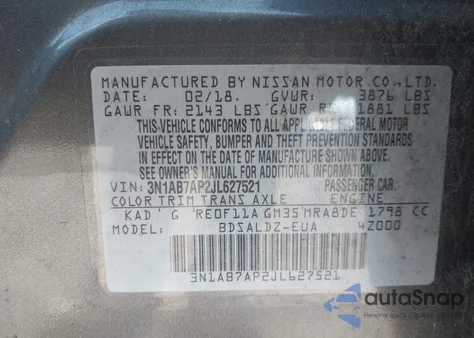 MANUFACTURED BY NISSAN MOTOR CO., LTD.
DATE: 02/18. GVWR: 3876 LBS
GAWR FR: 2143 LBS GAWR RR: 1881 LBS
THIS VEHICLE CONFORMS TO ALL APPLICABLE FEDERAL MOTOR
VEHICLE SAFETY, BUMPER AND THEFT PREVENTION STANDARDS
IN EFFECT ON THE DATE OF MANUFACTURE SHOWN ABOVE.
SEE OWNER'S MANUAL FOR ADDITIONAL INFORMATION.
VIN: 3N1AB7AP2JL627521 PASSENGER CAR.
COLOR TRIM TRANS AXLE ENGINE
KAD G RE0F11A GM35 MRA8DE 1798 CC
MODEL: BDSALDZ-EUA 4Z000
3N1AB7AP2JL627521
autoSnap